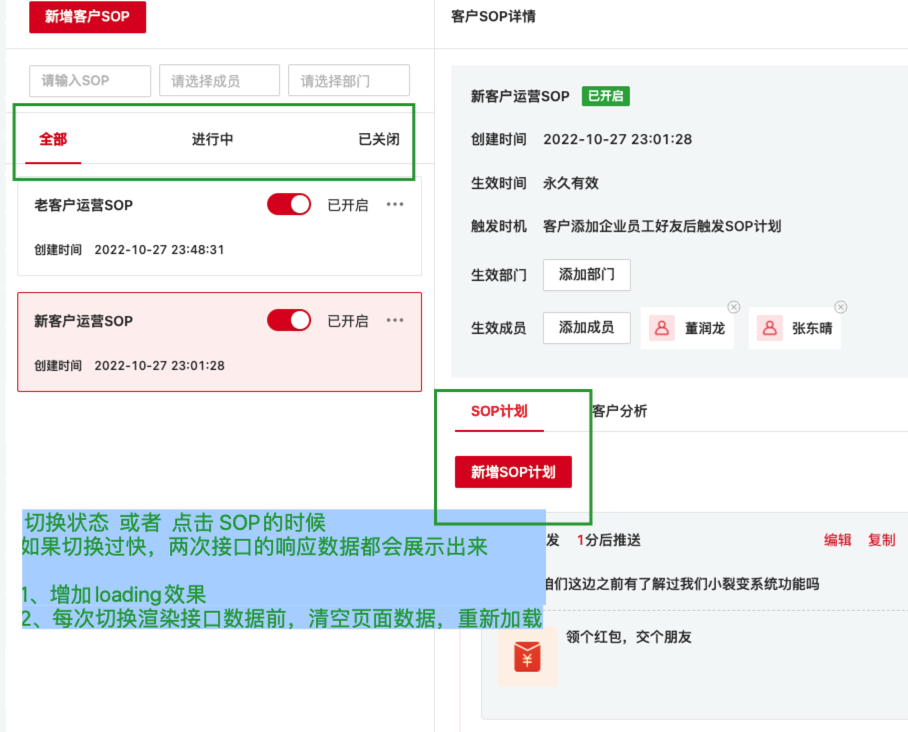 新增客户SOP
请输入SOP
请选择成员
请选择部门
全部
进行中
已关闭
老客户运营SOP
已开启
创建时间 2022-10-27 23:48:31
新客户运营SOP
已开启
创建时间 2022-10-27 23:01:28
切换状态 或者 点击 SOP的时候
如果切换过快，两次接口的响应数据都会展示出来
1、增加loading效果
2、每次切换渲染接口数据前，清空页面数据，重新加载
客户SOP详情
新客户运营SOP 已开启
创建时间 2022-10-27 23:01:28
生效时间 永久有效
触发时机 客户添加企业员工好友后触发SOP计划
生效部门 添加部门
生效成员 添加成员 董润龙 张东晴
SOP计划
客户分析
新增SOP计划
发 1分后推送
编辑 复制
咱们这边之前有了解过我们小裂变系统功能吗
领个红包，交个朋友